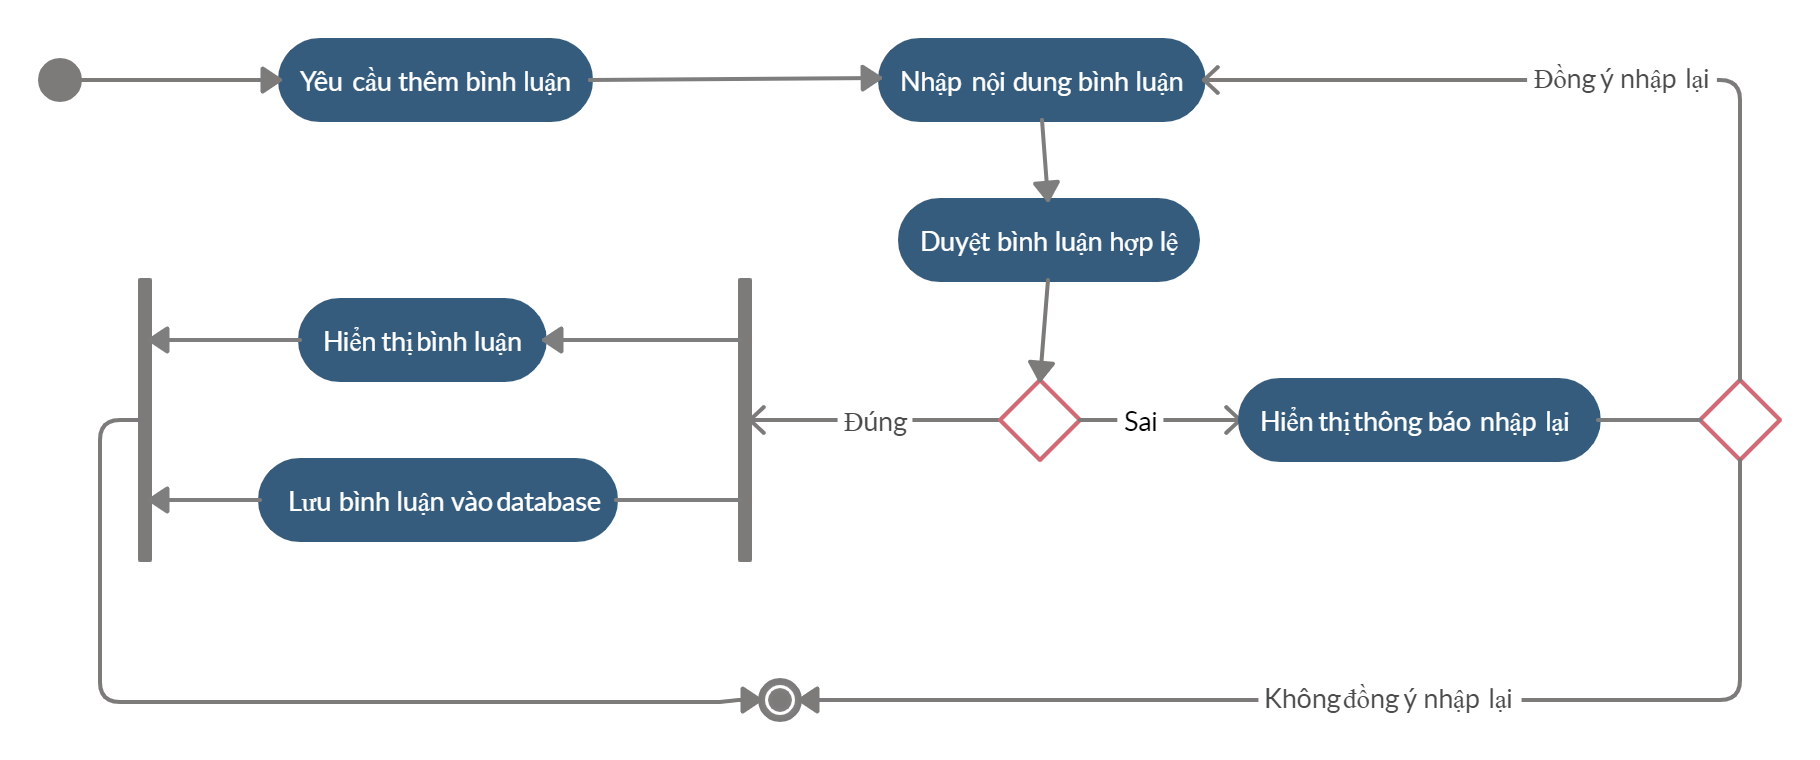 Yêu cầu thêm bình luận
Nhập nội dung bình luận
Đồng ý nhập lại
Duyệt bình luận hợp lệ
Hiển thị bình luận
Đúng
Sai
Hiển thị thông báo nhập lại
Lưu bình luận vào database
Không đồng ý nhập lại